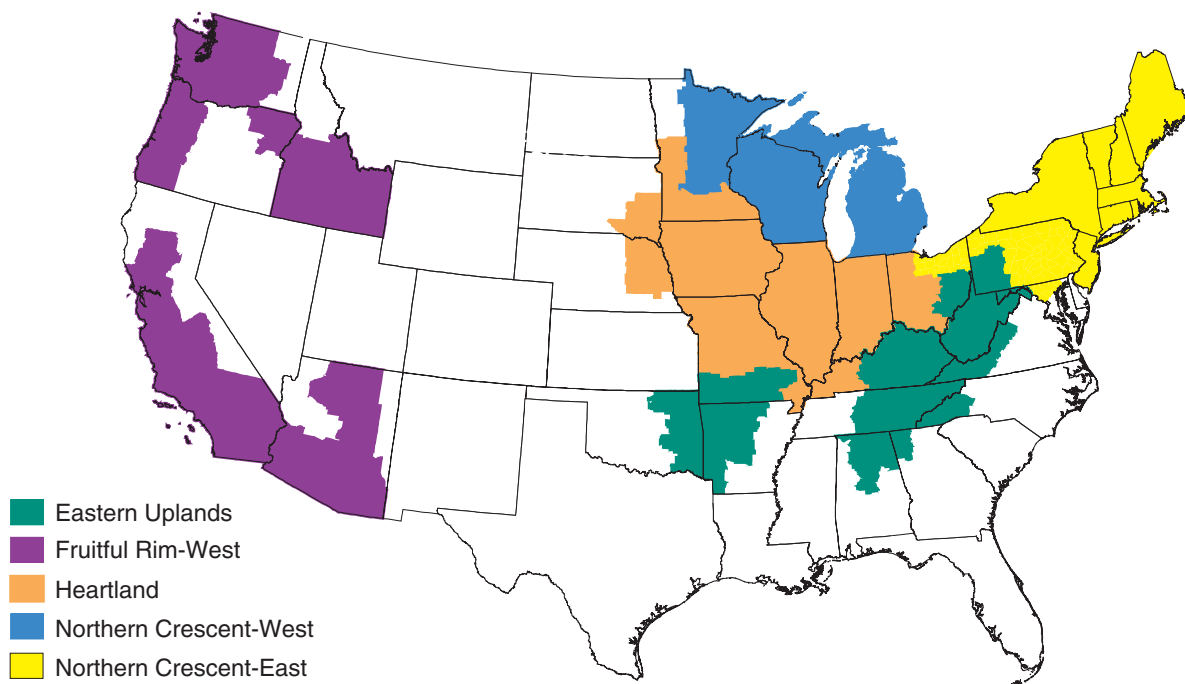 Eastern Uplands
Fruitful Rim-West
Heartland
Northern Crescent-West
Northern Crescent-East